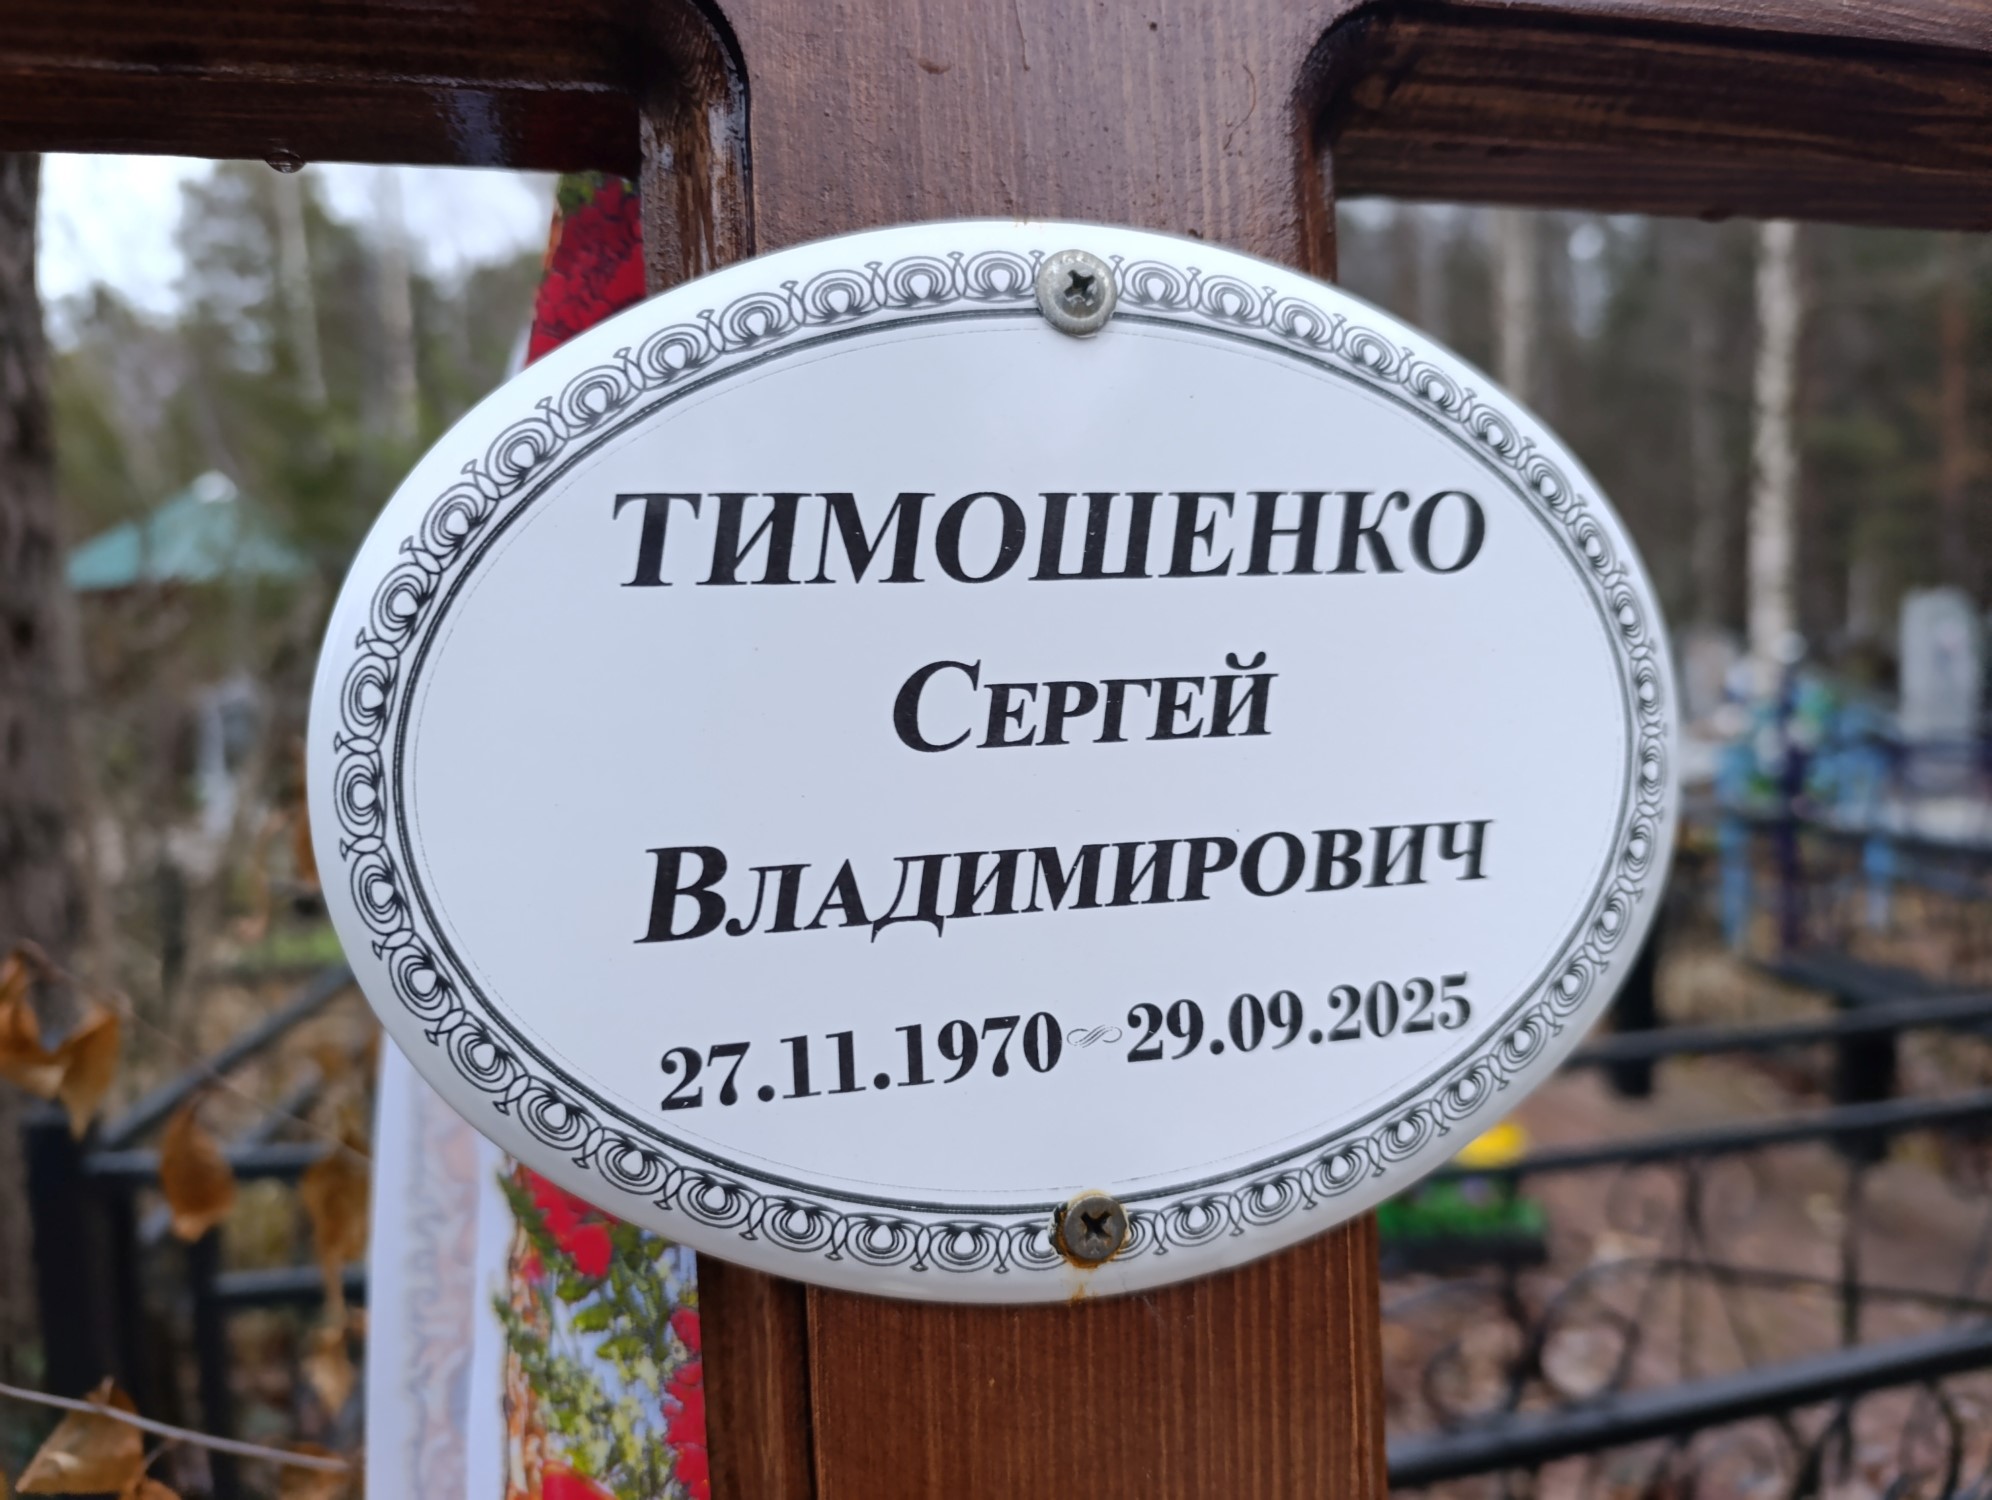 ТИМОШЕНКО
СЕРГЕЙ
ВЛАДИМИРОВИЧ
27.11.1970~29.09.2025